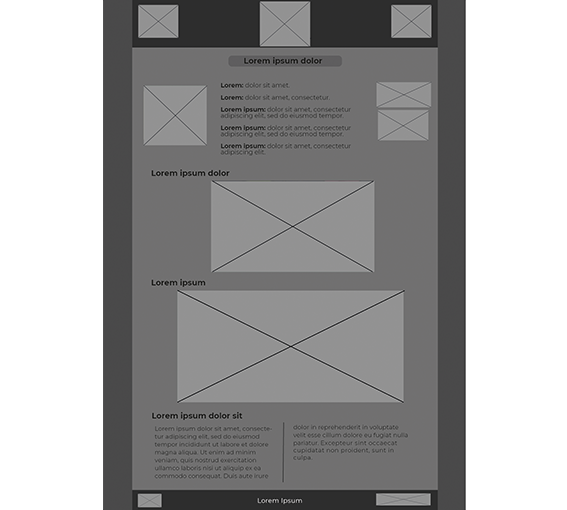 Lorem ipsum dolor
Lorem: dolor sit amet.
Lorem: dolor sit amet, consectetur.
Lorem ipsum: dolor sit amet, consectetur
adipiscing elit, sed do eiusmod tempor.
Lorem ipsum: dolor sit amet, consectetur
adipiscing elit, sed do eiusmod tempor.
Lorem ipsum: dolor sit amet, consectetur
adipiscing elit.
Lorem ipsum dolor
Lorem ipsum
Lorem ipsum dolor sit
Lorem ipsum dolor sit amet, consecte-
tur adipiscing elit, sed do eiusmod
tempor incididunt ut labore et dolore
magna aliqua. Ut enim ad minim
veniam, quis nostrud exercitation
ullamco laboris nisi ut aliquip ex ea
commodo consequat. Duis aute irure
dolor in reprehenderit in voluptate
velit esse cillum dolore eu fugiat nulla
pariatur. Excepteur sint occaecat
cupidatat non proident, sunt in
culpa.
Lorem Ipsum